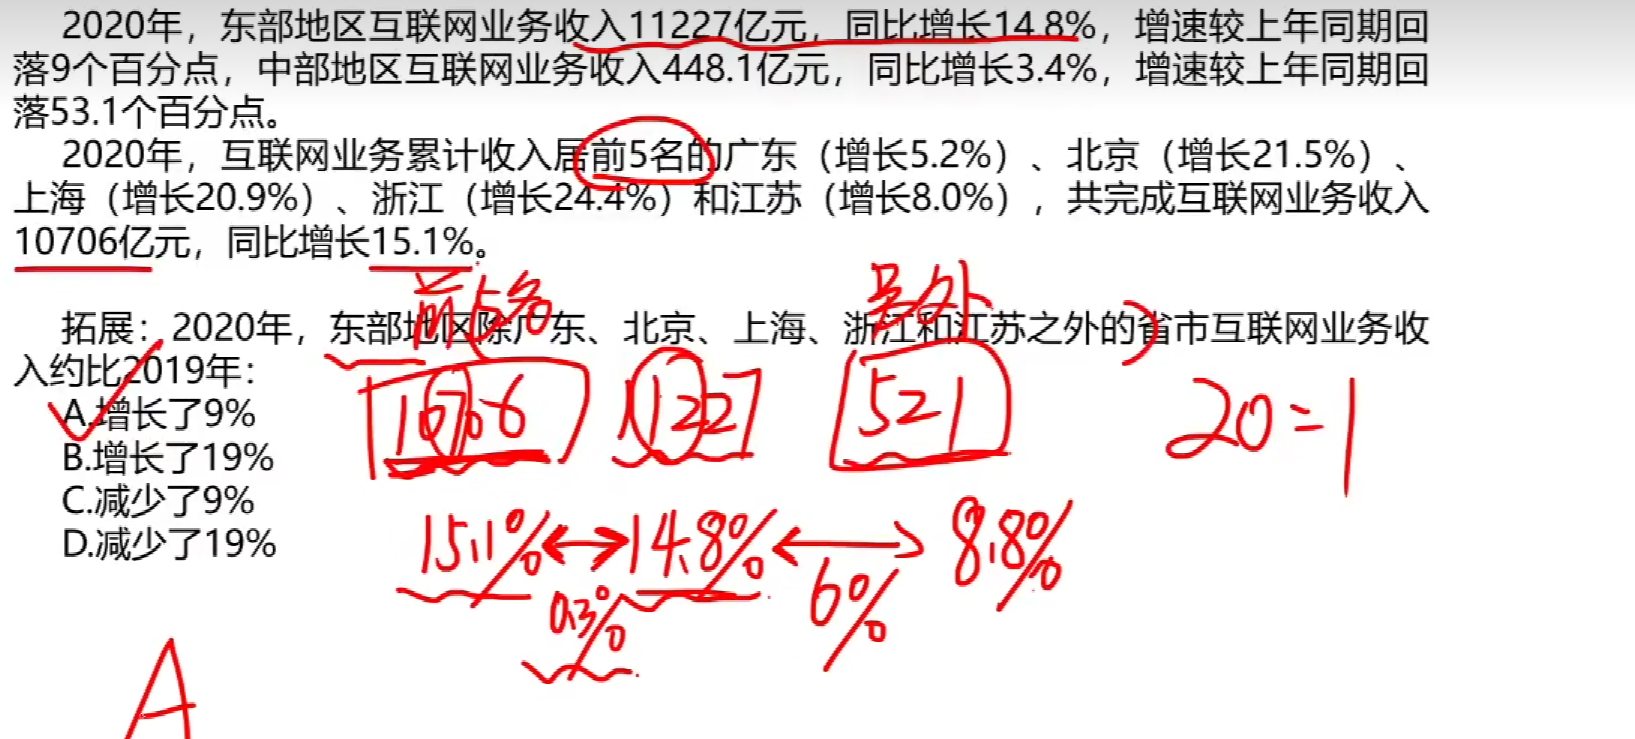 2020年，东部地区互联网业务收入11227亿元，同比增长14.8%，增速较上年同期回
落9个百分点，中部地区互联网业务收入448.1亿元，同比增长3.4%，增速较上年同期回
落53.1个百分点。
2020年，互联网业务累计收入居前5名的广东（增长5.2%）、北京（增长21.5%）、
上海（增长20.9%）、浙江（增长24.4%）和江苏（增长8.0%），共完成互联网业务收入
10706亿元，同比增长15.1%。
前5名
另外
拓展：2020年，东部地区除广东、北京、上海、浙江和江苏之外的省市互联网业务收
入约比2019年：
A.增长了9%
B.增长了19%
C.减少了9%
D.减少了19%
10706 11227 521
20=1
15.1% 14.8% 8.8%
0.3% 6%
A